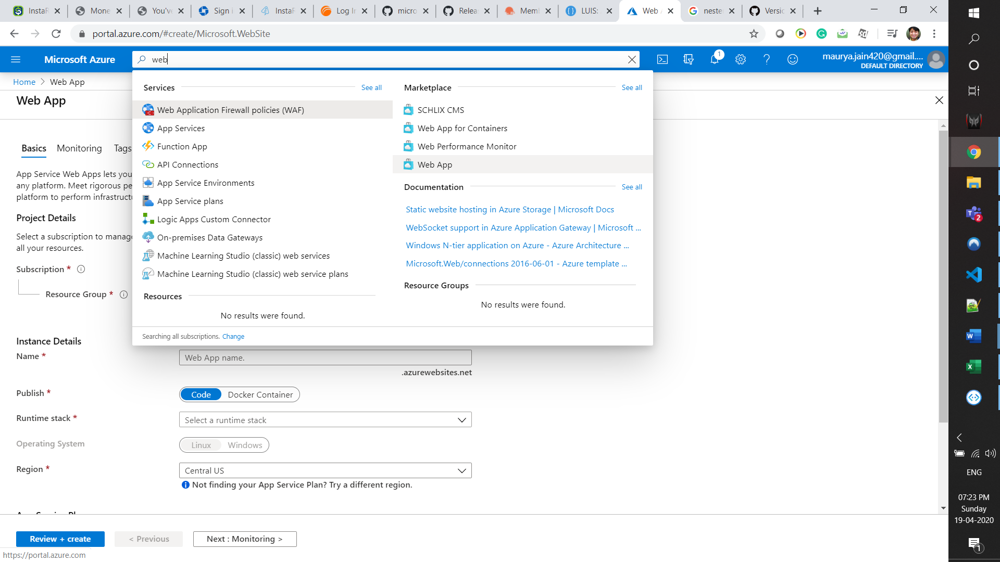 InstaR
Mone
You've
Sign i
InstaF
Log In
micro
Relea
Meml
LUIS:
Web A
neste
Versio
portal.azure.com/#create/Microsoft.WebSite
Microsoft Azure
web
1
maurya.jain420@gmail....
DEFAULT DIRECTORY
Home > Web App
Web App
Basics
Monitoring
Tags
App Service Web Apps lets you
any platform. Meet rigorous pe
platform to perform infrastructu
Project Details
Select a subscription to manage
all your resources.
Subscription *
Resource Group *
Services
See all
Web Application Firewall policies (WAF)
App Services
Function App
API Connections
App Service Environments
App Service plans
Logic Apps Custom Connector
On-premises Data Gateways
Machine Learning Studio (classic) web services
Machine Learning Studio (classic) web service plans
Resources
No results were found.
Marketplace
See all
SCHLIX CMS
Web App for Containers
Web Performance Monitor
Web App
Documentation
See all
Static website hosting in Azure Storage | Microsoft Docs
WebSocket support in Azure Application Gateway | Microsoft ...
Windows N-tier application on Azure - Azure Architecture ...
Microsoft.Web/connections 2016-06-01 - Azure template ...
Resource Groups
No results were found.
Searching all subscriptions. Change
Instance Details
Name *
Web App name.
.azurewebsites.net
Publish *
Code
Docker Container
Runtime stack *
Select a runtime stack
Operating System
Linux
Windows
Region *
Central US
Not finding your App Service Plan? Try a different region.
Review + create
< Previous
Next : Monitoring >
https://portal.azure.com
2
ENG
07:23 PM
Sunday
19-04-2020
1